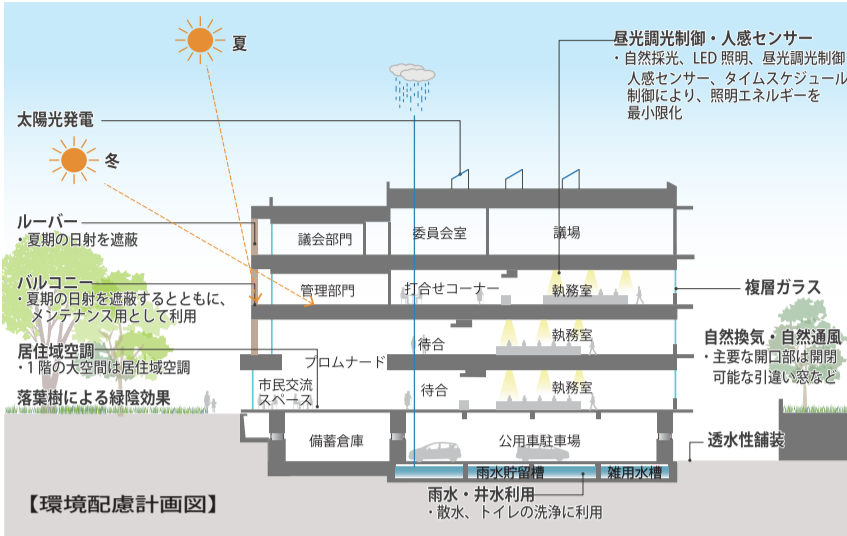 夏
昼光調光制御・人感センサー
・自然採光、LED 照明、昼光調光制御
人感センサー、タイムスケジュール
制御により、照明エネルギーを
最小限化
太陽光発電
冬
ルーバー
・夏期の日射を遮蔽
議会部門
委員会室
議場
バルコニー
・夏期の日射を遮蔽するとともに、
メンテナンス用として利用
管理部門
打合せコーナー
執務室
複層ガラス
居住域空調
・1 階の大空間は居住域空調
プロムナード
待合
執務室
自然換気・自然通風
・主要な開口部は開閉
可能な引違い窓など
落葉樹による緑陰効果
市民交流
スペース
待合
執務室
備蓄倉庫
公用車駐車場
透水性舗装
雨水貯留槽
雑用水槽
雨水・井水利用
・散水、トイレの洗浄に利用
【環境配慮計画図】